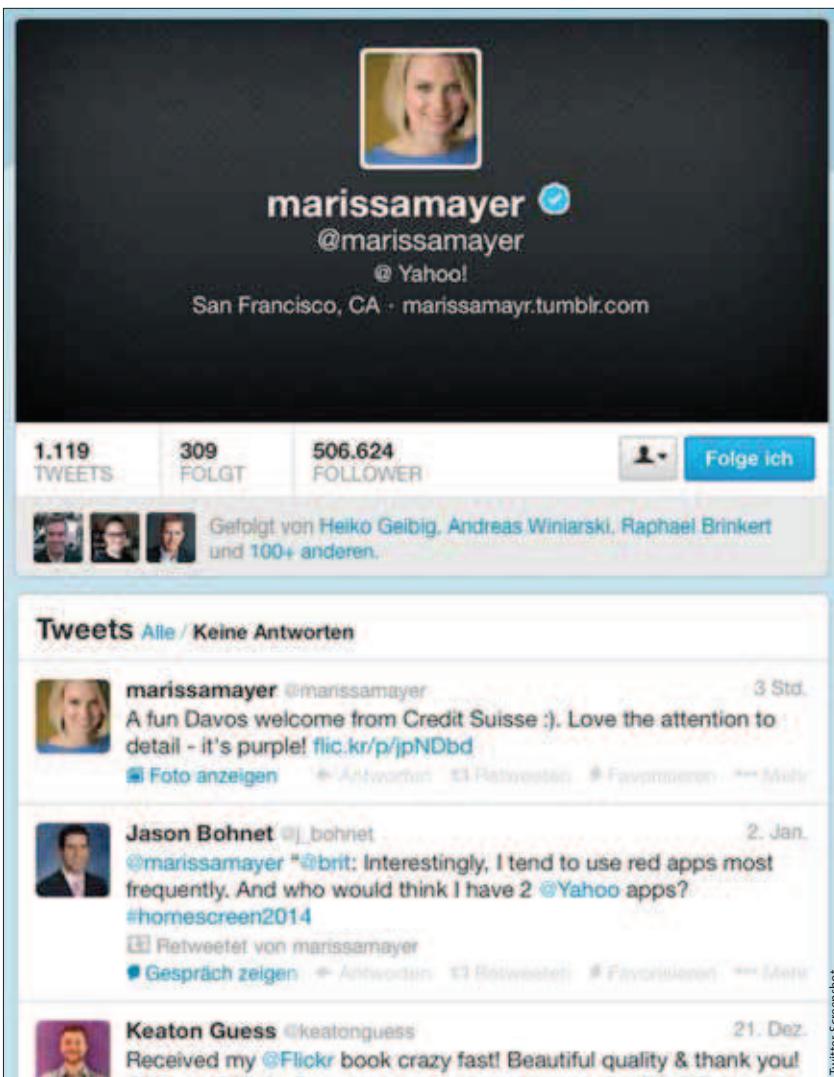 marissamayer
@marissamayer
@ Yahoo!
San Francisco, CA · marissamayr.tumblr.com
1.119 309 506.624
TWEETS FOLGT FOLLOWER
Folge ich
Gefolgt von Heiko Geibig, Andreas Winiarski, Raphael Brinkert
und 100+ anderen.
Tweets Alle / Keine Antworten
marissamayer @marissamayer 3 Std.
A fun Davos welcome from Credit Suisse :). Love the attention to
detail - it's purple! flic.kr/p/jpNDbd
Foto anzeigen Antworten Retweeten Favorisieren Mehr
Jason Bohnet @j_bohnet 2. Jan.
@marissamayer "@brit: Interestingly, I tend to use red apps most
frequently. And who would think I have 2 @Yahoo apps?
#homescreen2014
Retweetet von marissamayer
Gespräch zeigen Antworten Retweeten Favorisieren Mehr
Keaton Guess @keatonguess 21. Dez.
Received my @Flickr book crazy fast! Beautiful quality & thank you!
Twitter Screenshot